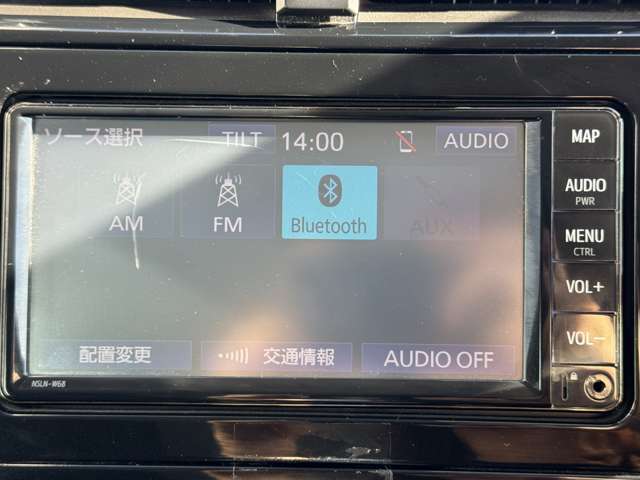 ソース選択 TILT 14:00 AUDIO
AM FM Bluetooth AUX
配置変更 交通情報 AUDIO OFF
NSLN-W68
MAP
AUDIO
PWR
MENU
CTRL
VOL+
VOL-